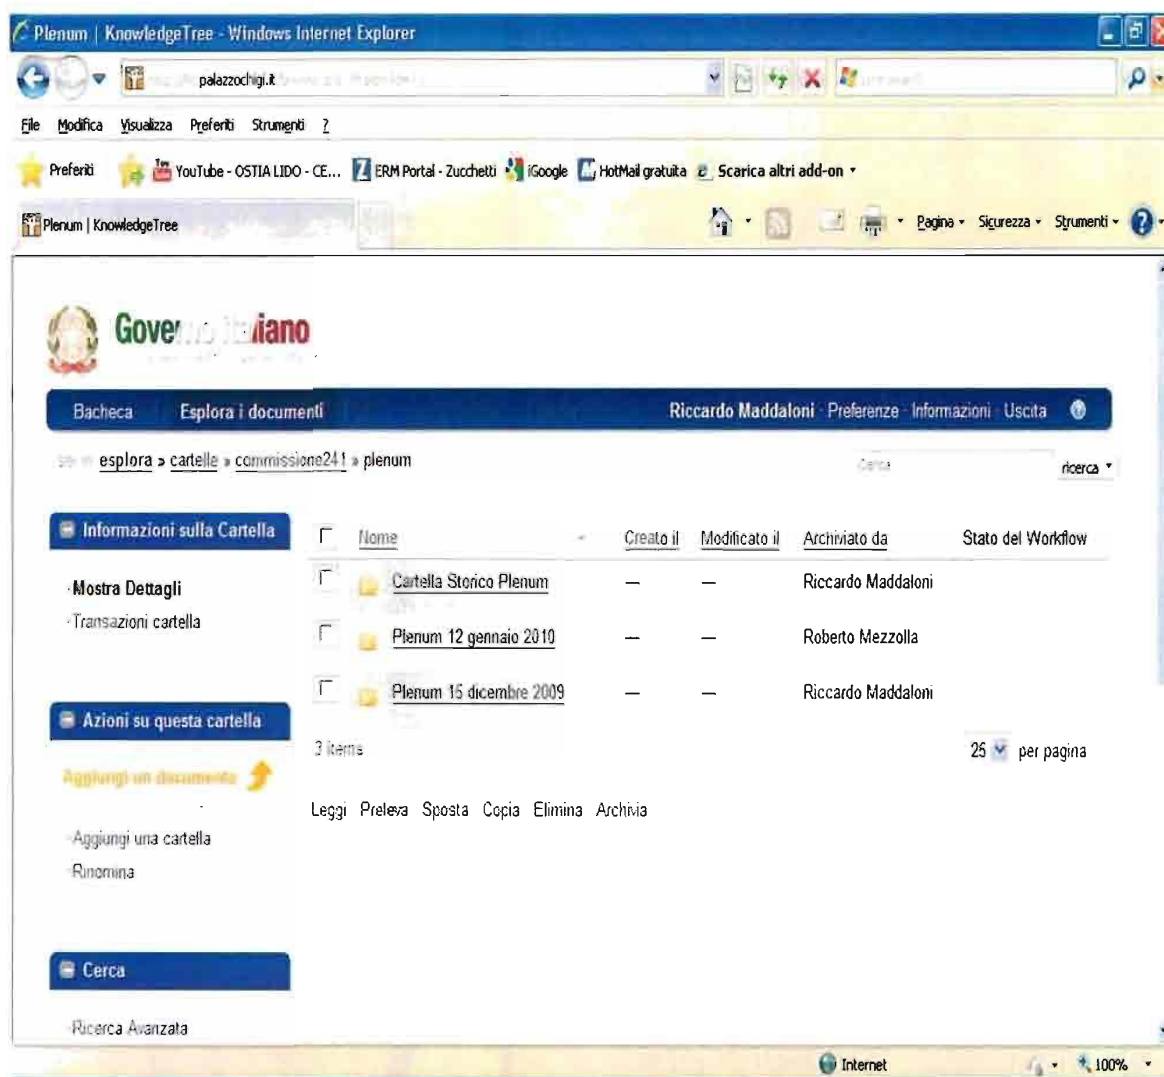 Plenum | KnowledgeTree - Windows Internet Explorer
palazzochigi.it
File Modifica Visualizza Preferiti Strumenti ?
Preferiti YouTube - OSTIA LIDO - CE... ERM Portal - Zucchetti iGoogle HotMail gratuita Scarica altri add-on
Plenum | KnowledgeTree Pagina Sicurezza Strumenti
Governo Italiano
Bacheca Esplora i documenti Riccardo Maddaloni · Preferenze · Informazioni · Uscita
esplora » cartelle » commissione241 » plenum Cerca ricerca
Informazioni sulla Cartella
Nome Creato il Modificato il Archiviato da Stato del Workflow
·Mostra Dettagli
Cartella Storico Plenum — — Riccardo Maddaloni
·Transazioni cartella
Plenum 12 gennaio 2010 — — Roberto Mezzolla
Plenum 15 dicembre 2009 — — Riccardo Maddaloni
Azioni su questa cartella
3 items 25 per pagina
Aggiungi un documento
Leggi Preleva Sposta Copia Elimina Archivia
·Aggiungi una cartella
·Rinomina
Cerca
·Ricerca Avanzata
Internet 100%